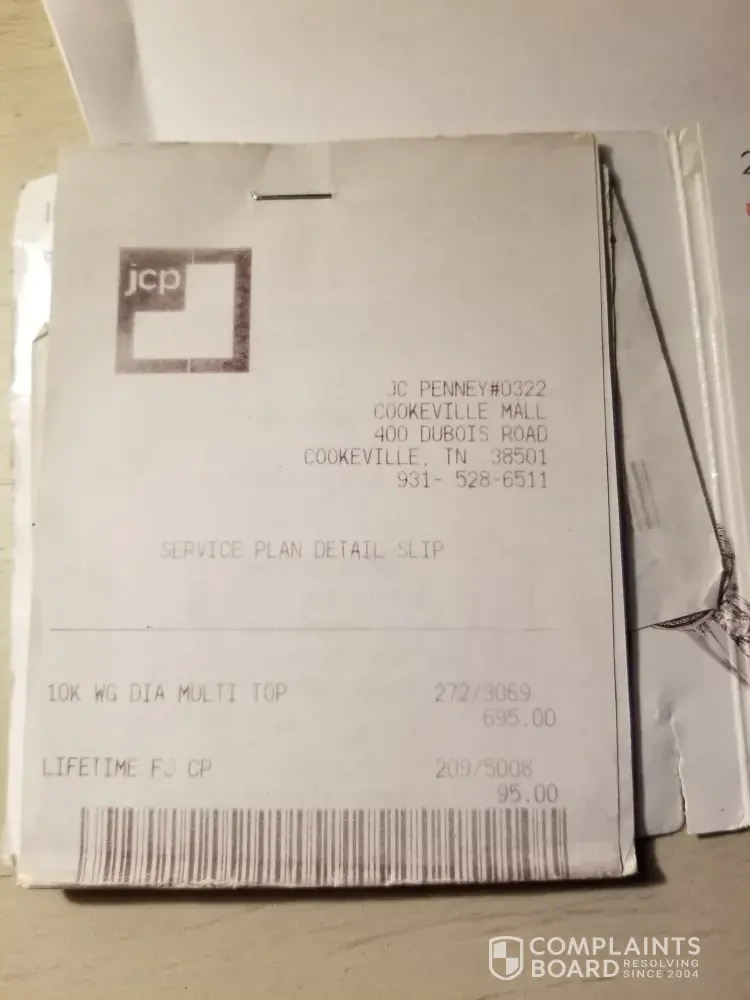 jcp
JC PENNEY#0322
COOKEVILLE MALL
400 DUBOIS ROAD
COOKEVILLE, TN 38501
931- 528-6511
SERVICE PLAN DETAIL SLIP
10K WG DIA MULTI TOP 272/3069
695.00
LIFETIME FJ CP 209/5008
95.00
COMPLAINTS
BOARD RESOLVING
SINCE 2004